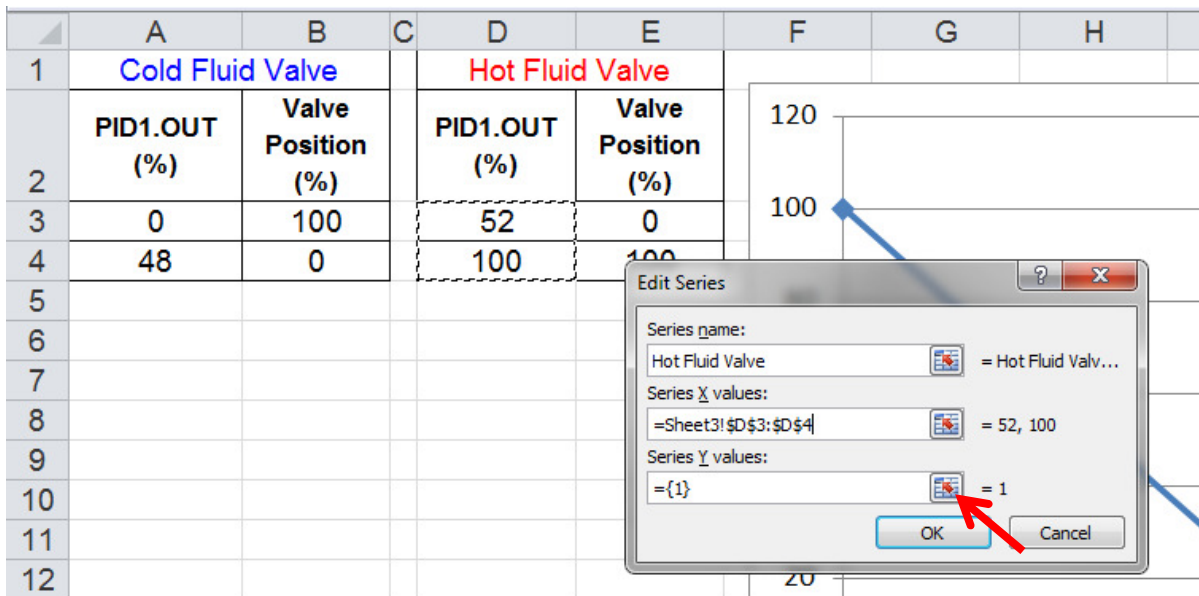 A B C D E F G H
1 Cold Fluid Valve Hot Fluid Valve
2 PID1.OUT (%) Valve Position (%) PID1.OUT (%) Valve Position (%)
3 0 100 52 0
4 48 0 100 100
5
6
7
8
9
10
11
12
120
100
20
Edit Series
Series name:
Hot Fluid Valve = Hot Fluid Valv...
Series X values:
=Sheet3!$D$3:$D$4 = 52, 100
Series Y values:
={1} = 1
OK Cancel